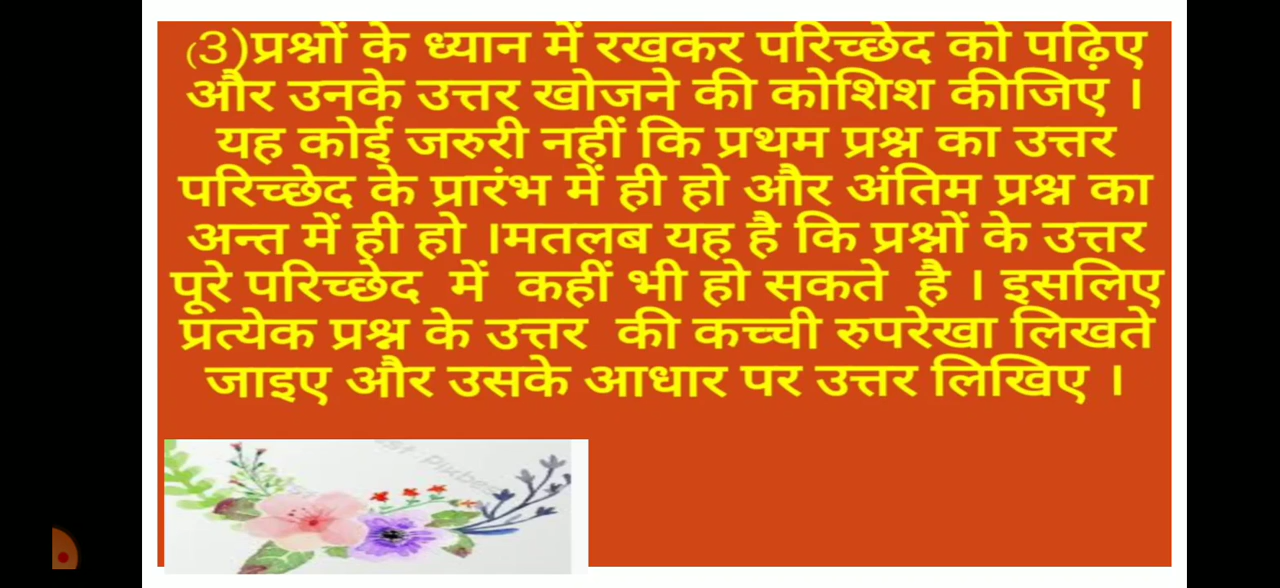 (3)प्रश्नों के ध्यान में रखकर परिच्छेद को पढ़िए
और उनके उत्तर खोजने की कोशिश कीजिए ।
यह कोई जरुरी नहीं कि प्रथम प्रश्न का उत्तर
परिच्छेद के प्रारंभ में ही हो और अंतिम प्रश्न का
अन्त में ही हो ।मतलब यह है कि प्रश्नों के उत्तर
पूरे परिच्छेद में कहीं भी हो सकते है । इसलिए
प्रत्येक प्रश्न के उत्तर की कच्ची रुपरेखा लिखते
जाइए और उसके आधार पर उत्तर लिखिए ।